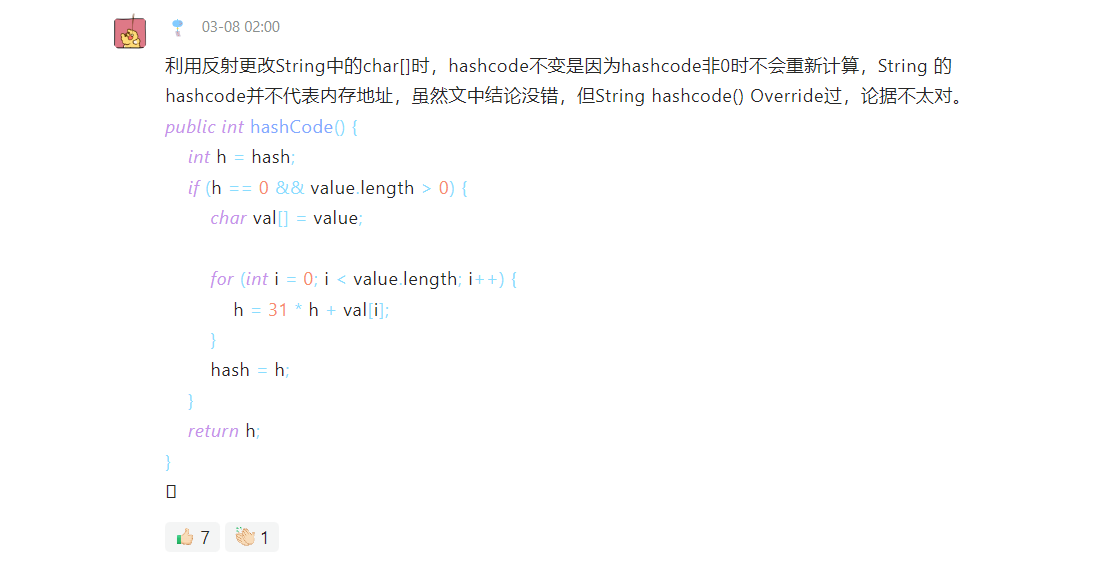 03-08 02:00
利用反射更改String中的char[]时，hashcode不变是因为hashcode非0时不会重新计算，String 的
hashcode并不代表内存地址，虽然文中结论没错，但String hashcode() Override过，论据不太对。
public int hashCode() {
int h = hash;
if (h == 0 && value.length > 0) {
char val[] = value;
for (int i = 0; i < value.length; i++) {
h = 31 * h + val[i];
}
hash = h;
}
return h;
}
7
1